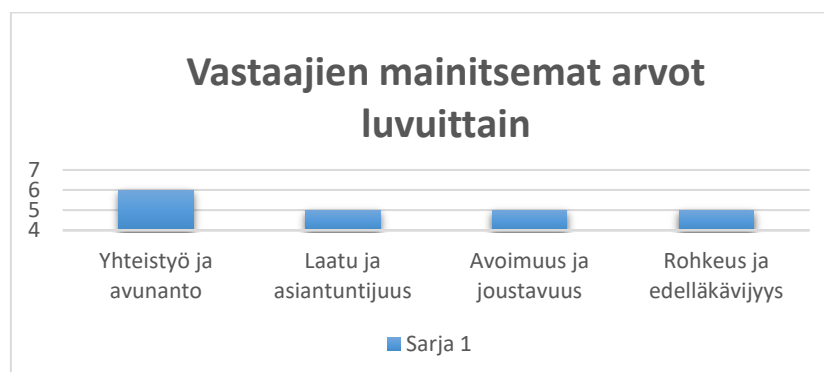 Vastaajien mainitsemat arvot
luvuittain
7
6
5
4
Yhteistyö ja
avunanto
Laatu ja
asiantuntijuus
Avoimuus ja
joustavuus
Rohkeus ja
edelläkävijyys
Sarja 1